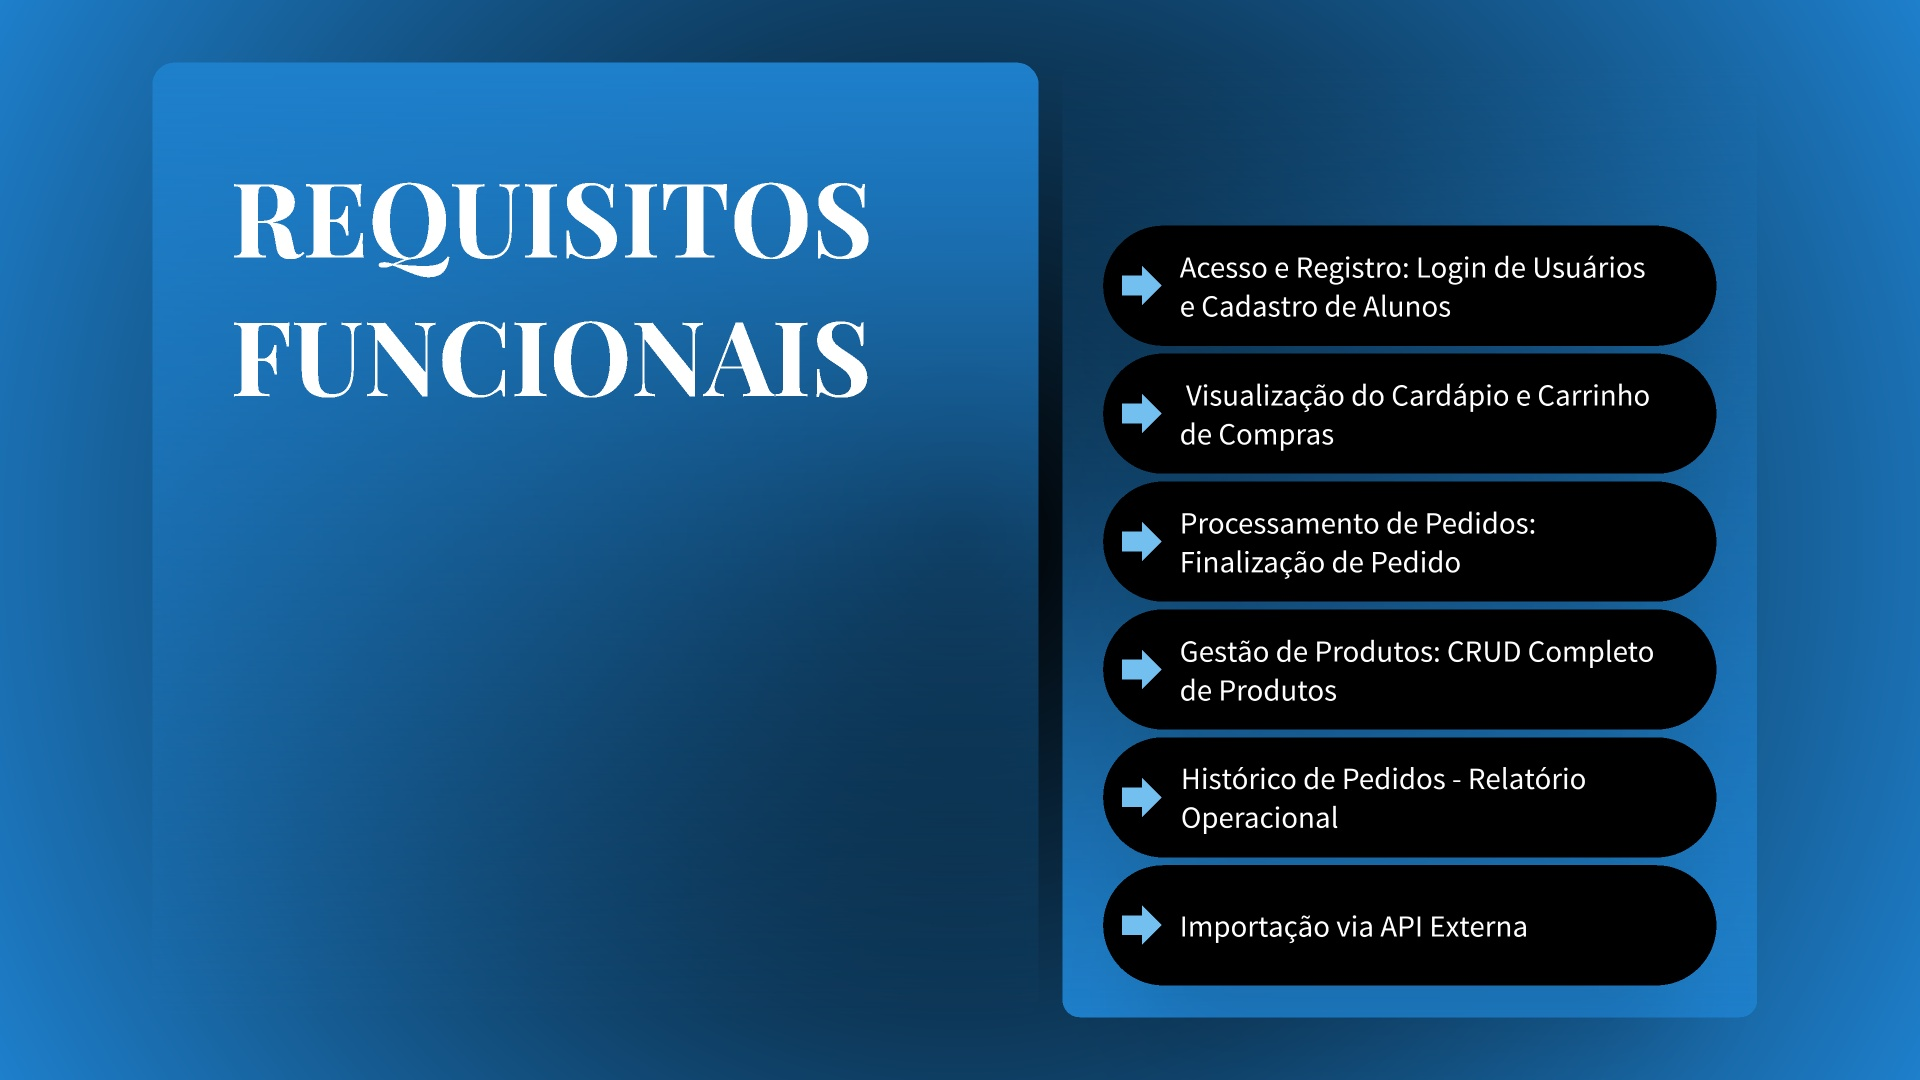 REQUISITOS
FUNCIONAIS
Acesso e Registro: Login de Usuários
e Cadastro de Alunos
Visualização do Cardápio e Carrinho
de Compras
Processamento de Pedidos:
Finalização de Pedido
Gestão de Produtos: CRUD Completo
de Produtos
Histórico de Pedidos - Relatório
Operacional
Importação via API Externa